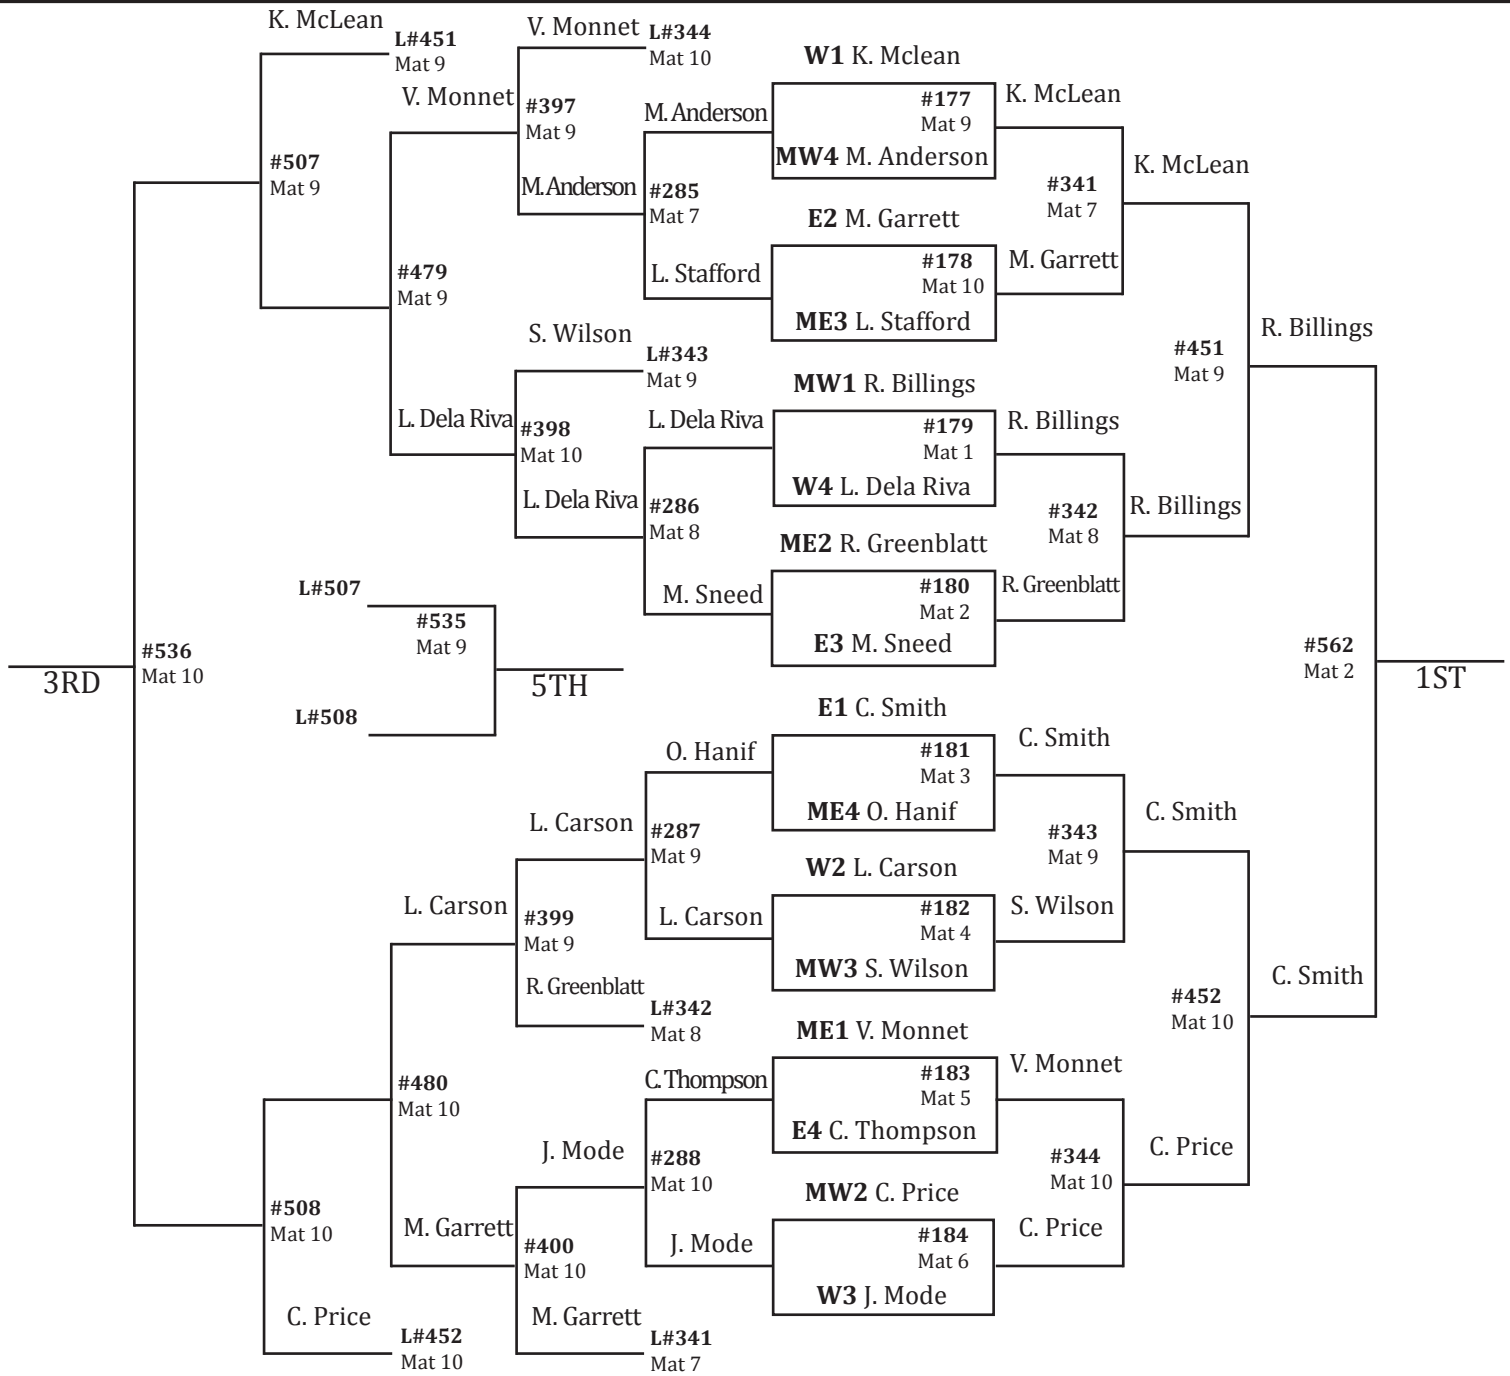 K. McLean
L#451
Mat 9
V. Monnet
L#344
Mat 10
V. Monnet
#397
Mat 9
M. Anderson
#507
Mat 9
M. Anderson
#285
Mat 7
L. Stafford
#479
Mat 9
S. Wilson
L#343
Mat 9
L. Dela Riva
#398
Mat 10
L. Dela Riva
L. Dela Riva
#286
Mat 8
M. Sneed
W1 K. Mclean
#177
Mat 9
MW4 M. Anderson
E2 M. Garrett
#178
Mat 10
ME3 L. Stafford
MW1 R. Billings
#179
Mat 1
W4 L. Dela Riva
ME2 R. Greenblatt
#180
Mat 2
E3 M. Sneed
K. McLean
#341
Mat 7
M. Garrett
K. McLean
R. Billings
#342
Mat 8
R. Greenblatt
R. Billings
#451
Mat 9
R. Billings
L#507
#535
Mat 9
L#508
5TH
#536
Mat 10
3RD
#562
Mat 2
1ST
E1 C. Smith
#181
Mat 3
ME4 O. Hanif
W2 L. Carson
#182
Mat 4
MW3 S. Wilson
ME1 V. Monnet
#183
Mat 5
E4 C. Thompson
MW2 C. Price
#184
Mat 6
W3 J. Mode
C. Smith
#343
Mat 9
S. Wilson
C. Smith
V. Monnet
#344
Mat 10
C. Price
C. Price
#452
Mat 10
C. Smith
O. Hanif
#287
Mat 9
L. Carson
L. Carson
#399
Mat 9
R. Greenblatt
L#342
Mat 8
L. Carson
#480
Mat 10
C. Thompson
#288
Mat 10
J. Mode
J. Mode
#400
Mat 10
M. Garrett
L#341
Mat 7
M. Garrett
#508
Mat 10
C. Price
L#452
Mat 10